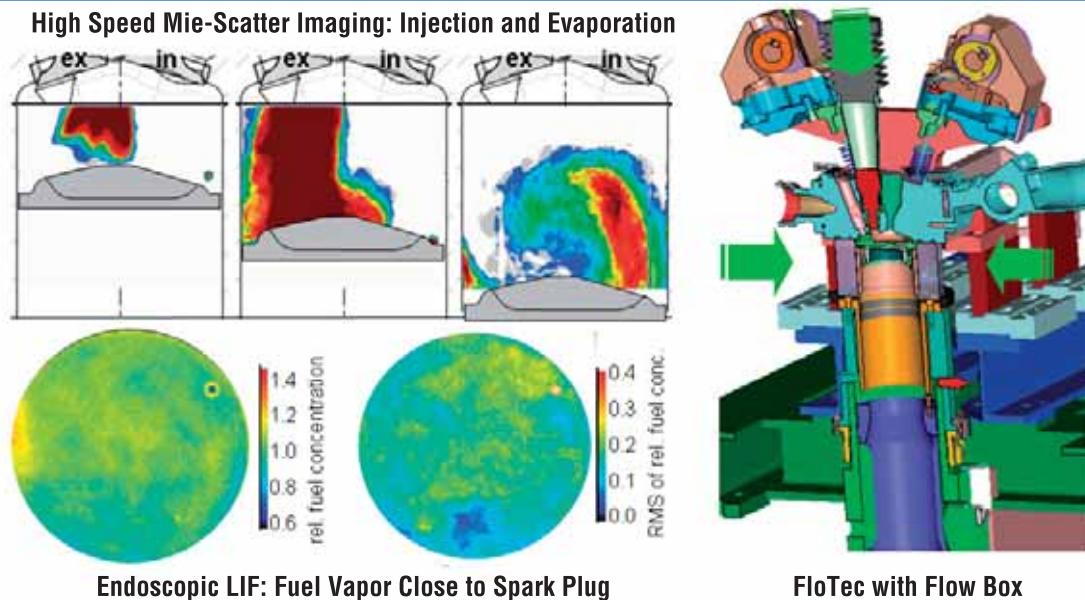 High Speed Mie-Scatter Imaging: Injection and Evaporation
ex in
ex in
ex in
1.4
1.2
1.0
0.8
0.6
rel. fuel concentration
0.4
0.3
0.2
0.1
0.0
RMS of rel. fuel conc.
Endoscopic LIF: Fuel Vapor Close to Spark Plug
FloTec with Flow Box